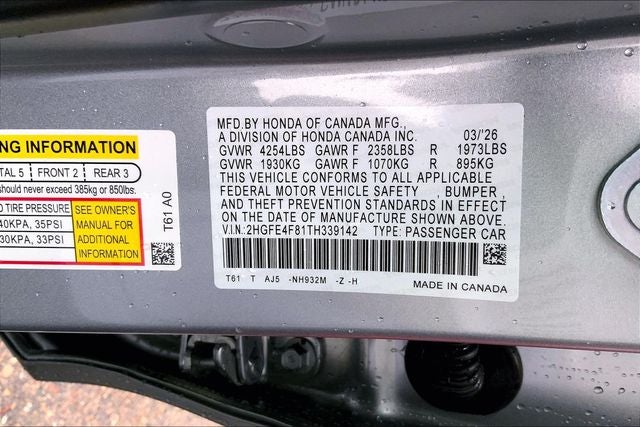 NG INFORMATION
TAL 5 FRONT 2 REAR 3
should never exceed 385kg or 850lbs.
D TIRE PRESSURE
40KPA, 35PSI
30KPA, 33PSI
SEE OWNER'S
MANUAL FOR
ADDITIONAL
INFORMATION
T61 A0
MFD.BY HONDA OF CANADA MFG.,
A DIVISION OF HONDA CANADA INC. 03/'26
GVWR 4254LBS GAWR F 2358LBS R 1973LBS
GVWR 1930KG GAWR F 1070KG R 895KG
THIS VEHICLE CONFORMS TO ALL APPLICABLE
FEDERAL MOTOR VEHICLE SAFETY , BUMPER,
AND THEFT PREVENTION STANDARDS IN EFFECT
ON THE DATE OF MANUFACTURE SHOWN ABOVE.
V.I.N.:2HGFE4F81TH339142 TYPE: PASSENGER CAR
T61 T AJ5 -NH932M -Z -H
MADE IN CANADA